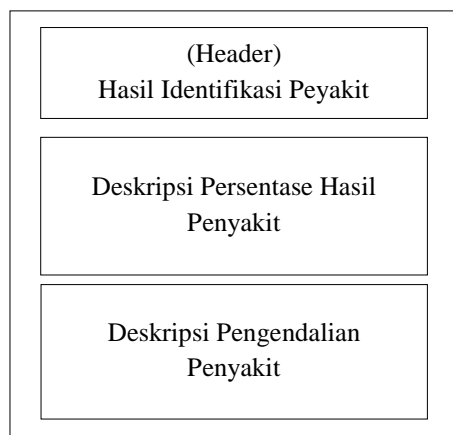 (Header)
Hasil Identifikasi Peyakit
Deskripsi Persentase Hasil
Penyakit
Deskripsi Pengendalian
Penyakit